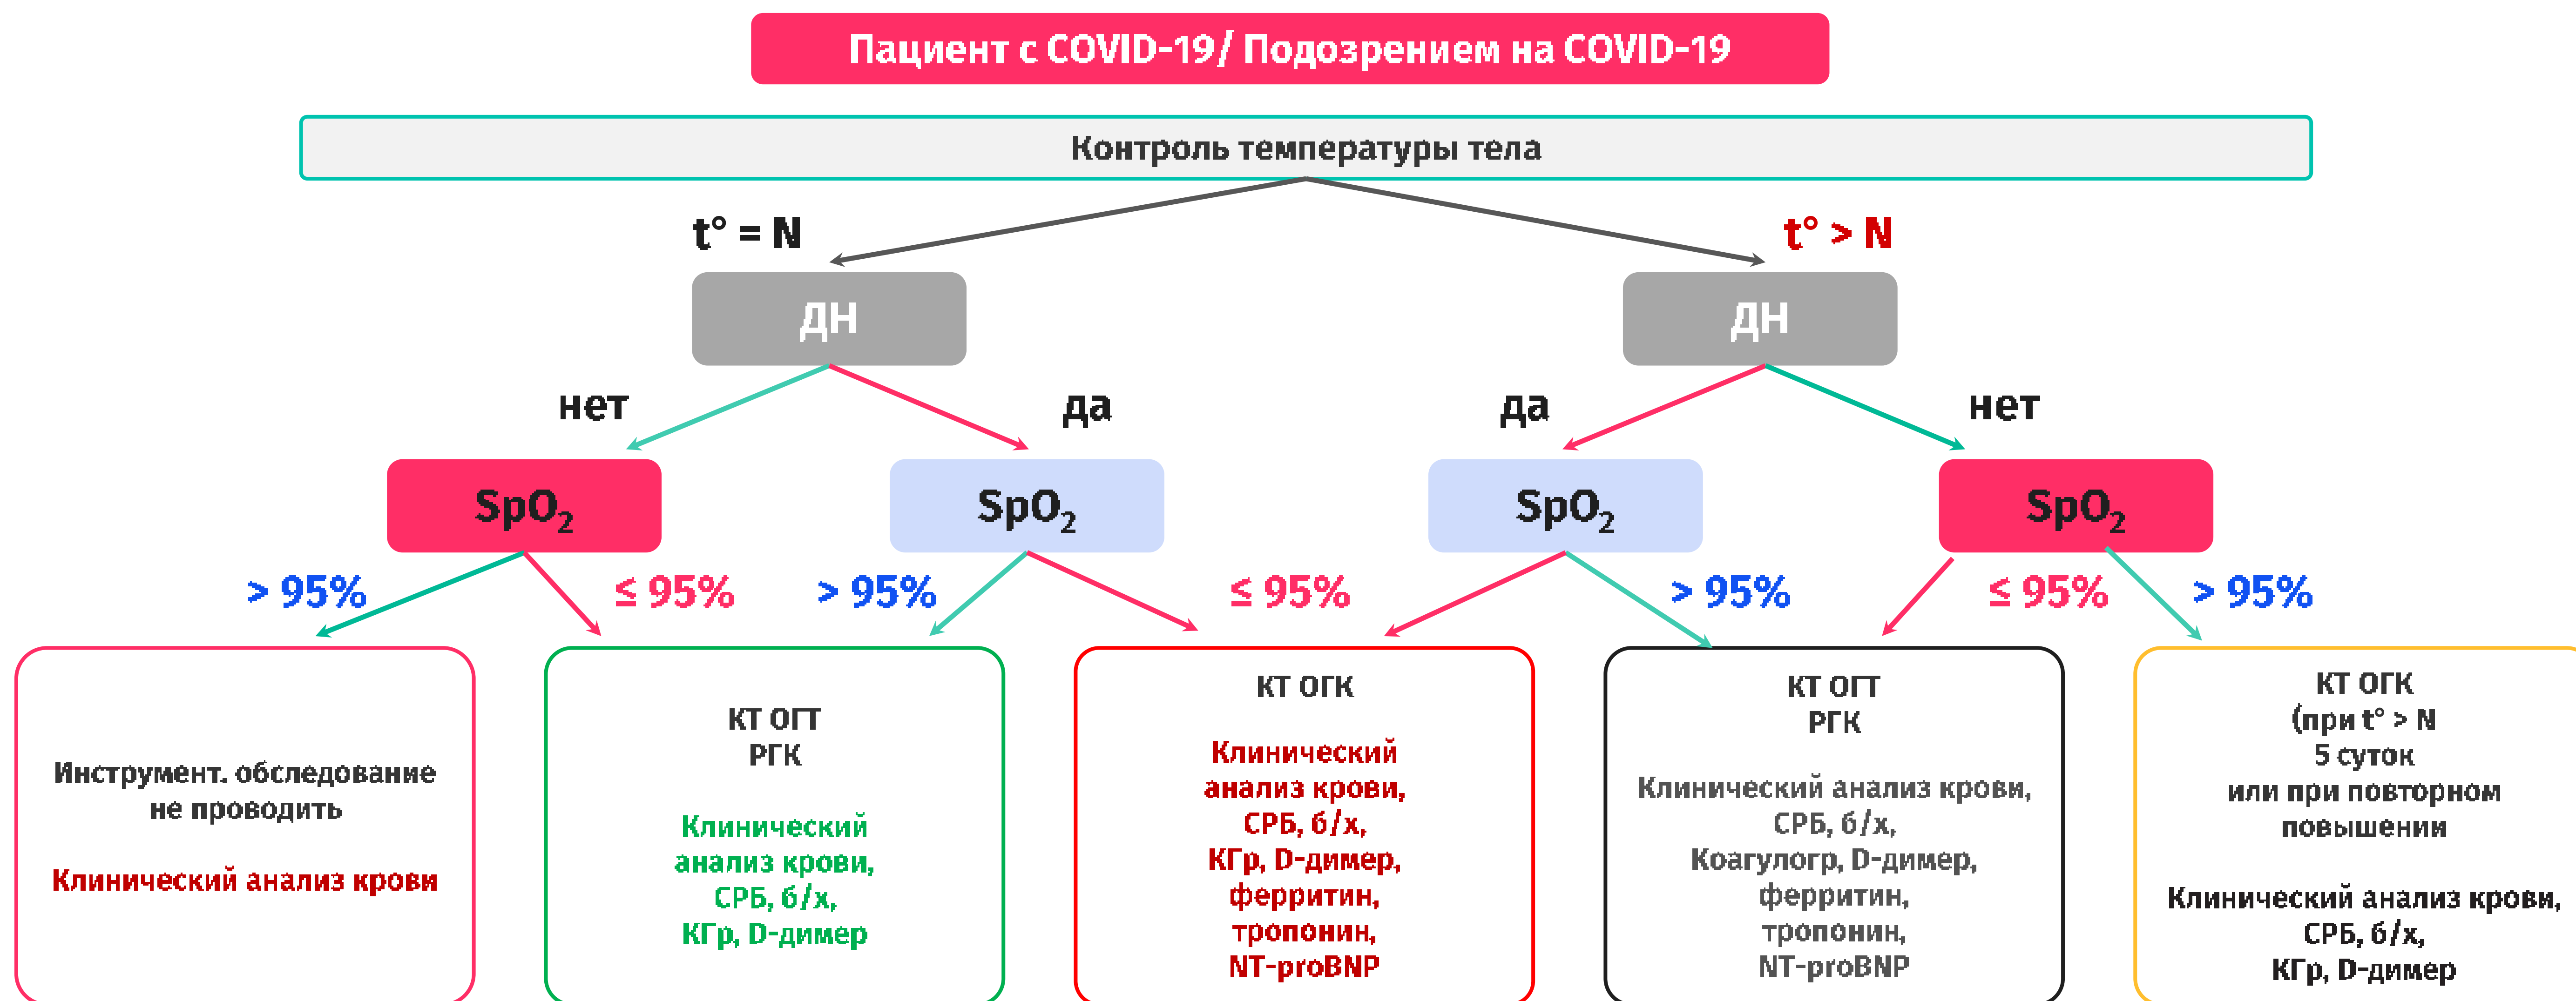 Пациент с COVID-19/ Подозрением на COVID-19
Контроль температуры тела
t° = N
t° > N
ДН
ДН
нет
да
да
нет
SpO₂
SpO₂
SpO₂
SpO₂
> 95%
≤ 95%
> 95%
≤ 95%
> 95%
≤ 95%
> 95%
Инструмент. обследование
не проводить
Клинический анализ крови
КТ ОГТ
РГК
Клинический
анализ крови,
СРБ, б/х,
КГр, D-димер
КТ ОГК
Клинический
анализ крови,
СРБ, б/х,
КГр, D-димер,
ферритин,
тропонин,
NT-proBNP
КТ ОГТ
РГК
Клинический анализ крови,
СРБ, б/х,
Коагулогр, D-димер,
ферритин,
тропонин,
NT-proBNP
КТ ОГК
(при t° > N
5 суток
или при повторном
повышении
Клинический анализ крови,
СРБ, б/х,
КГр, D-димер